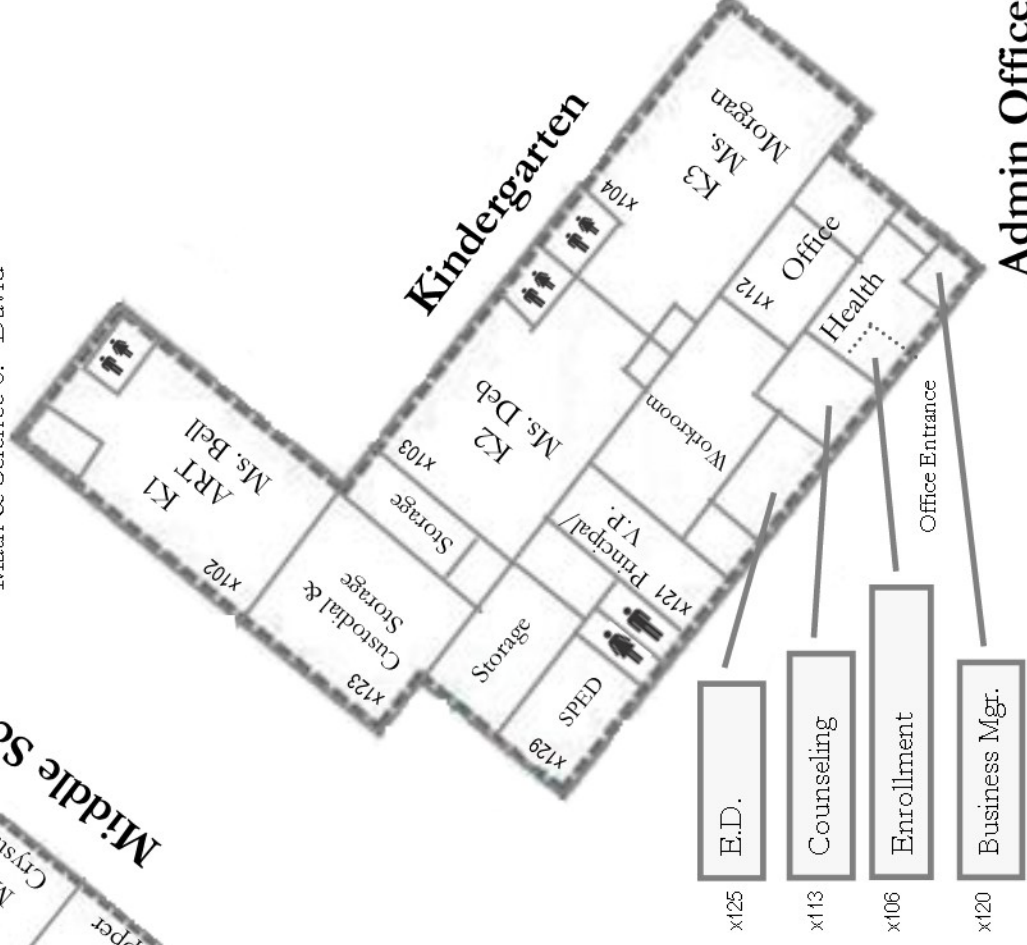 Kindergarten
Admin Office
K1
ART
Ms. Bell
x102
Custodial &
Storage
x123
Storage
x103
K2
Ms. Deb
x104
K3
Ms.
Morgan
Storage
SPED
x129
Principal/
V.P.
x121
Workroom
x112
Office
Health
Office Entrance
x125
E.D.
x113
Counseling
x106
Enrollment
x120
Business Mgr.
Middle